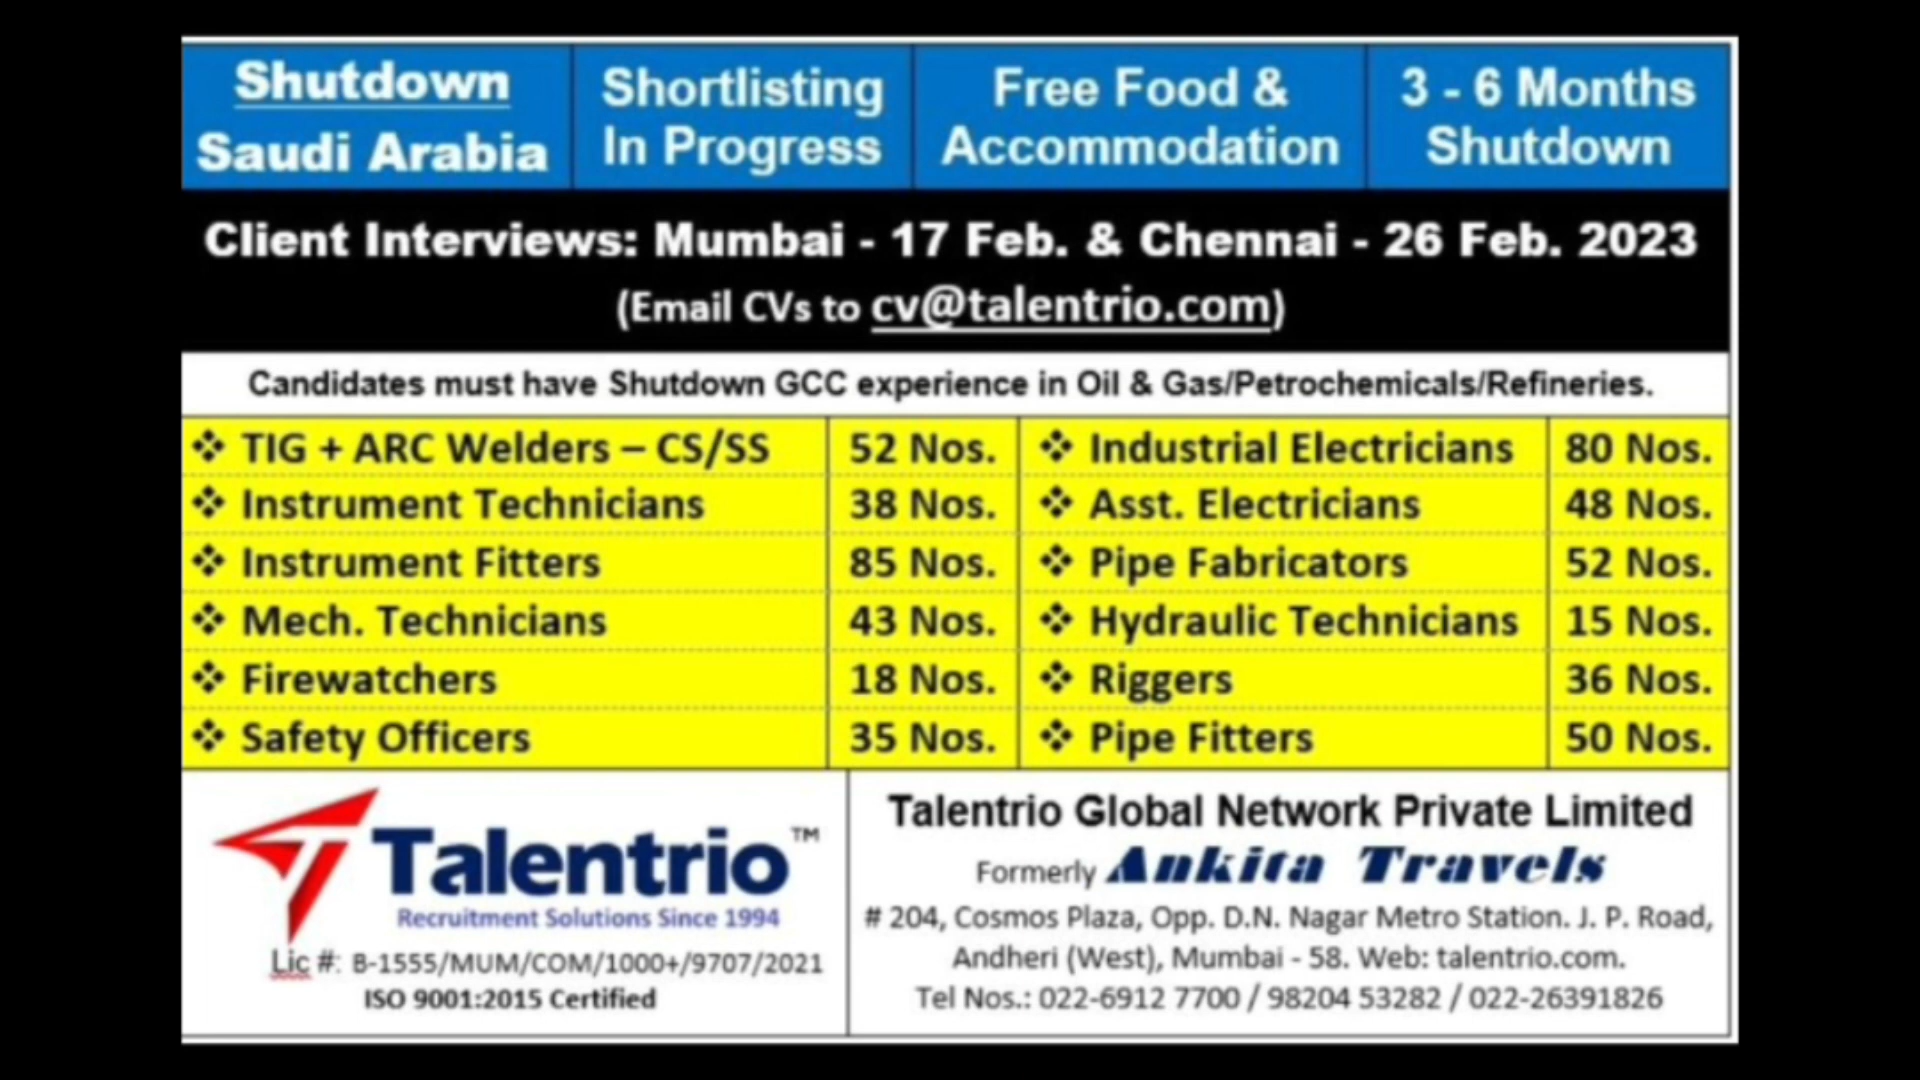 Shutdown
Saudi Arabia
Shortlisting
In Progress
Free Food &
Accommodation
3 - 6 Months
Shutdown
Client Interviews: Mumbai - 17 Feb. & Chennai - 26 Feb. 2023
(Email CVs to cv@talentrio.com)
Candidates must have Shutdown GCC experience in Oil & Gas/Petrochemicals/Refineries.
❖ TIG + ARC Welders – CS/SS 52 Nos. ❖ Industrial Electricians 80 Nos.
❖ Instrument Technicians 38 Nos. ❖ Asst. Electricians 48 Nos.
❖ Instrument Fitters 85 Nos. ❖ Pipe Fabricators 52 Nos.
❖ Mech. Technicians 43 Nos. ❖ Hydraulic Technicians 15 Nos.
❖ Firewatchers 18 Nos. ❖ Riggers 36 Nos.
❖ Safety Officers 35 Nos. ❖ Pipe Fitters 50 Nos.
Talentrio™
Recruitment Solutions Since 1994
Lic #: B-1555/MUM/COM/1000+/9707/2021
ISO 9001:2015 Certified
Talentrio Global Network Private Limited
Formerly Ankita Travels
# 204, Cosmos Plaza, Opp. D.N. Nagar Metro Station. J. P. Road,
Andheri (West), Mumbai - 58. Web: talentrio.com.
Tel Nos.: 022-6912 7700 / 98204 53282 / 022-26391826